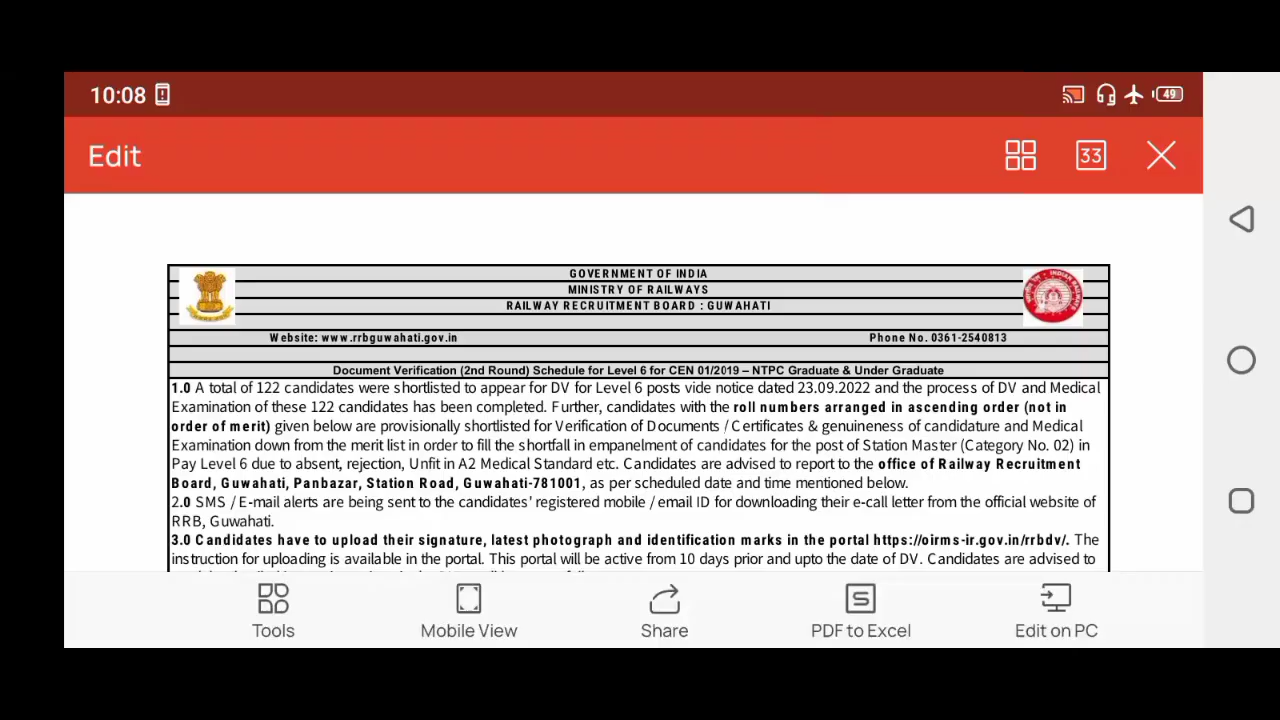 10:08
49
Edit
33
GOVERNMENT OF INDIA
MINISTRY OF RAILWAYS
RAILWAY RECRUITMENT BOARD : GUWAHATI
Website: www.rrbguwahati.gov.in Phone No. 0361-2540813
Document Verification (2nd Round) Schedule for Level 6 for CEN 01/2019 – NTPC Graduate & Under Graduate
1.0 A total of 122 candidates were shortlisted to appear for DV for Level 6 posts vide notice dated 23.09.2022 and the process of DV and Medical
Examination of these 122 candidates has been completed. Further, candidates with the roll numbers arranged in ascending order (not in
order of merit) given below are provisionally shortlisted for Verification of Documents / Certificates & genuineness of candidature and Medical
Examination down from the merit list in order to fill the shortfall in empanelment of candidates for the post of Station Master (Category No. 02) in
Pay Level 6 due to absent, rejection, Unfit in A2 Medical Standard etc. Candidates are advised to report to the office of Railway Recruitment
Board, Guwahati, Panbazar, Station Road, Guwahati-781001, as per scheduled date and time mentioned below.
2.0 SMS / E-mail alerts are being sent to the candidates' registered mobile / email ID for downloading their e-call letter from the official website of
RRB, Guwahati.
3.0 Candidates have to upload their signature, latest photograph and identification marks in the portal https://oirms-ir.gov.in/rrbdv/. The
instruction for uploading is available in the portal. This portal will be active from 10 days prior and upto the date of DV. Candidates are advised to
Tools
Mobile View
Share
PDF to Excel
Edit on PC